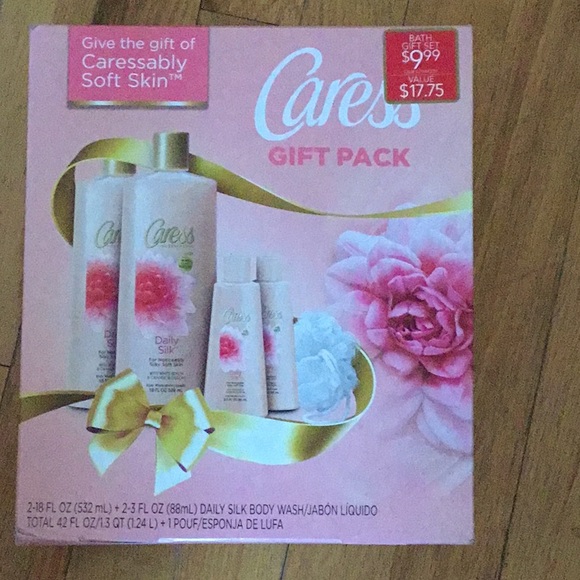 Give the gift of
Caressably
Soft Skin™
BATH
GIFT SET
$9.99
VALUE
$17.75
Caress
GIFT PACK
Caress
Caress
Daily
Silk
Caress
2-18 FL OZ (532 mL) + 2-3 FL OZ (88mL) DAILY SILK BODY WASH/JABÓN LÍQUIDO
TOTAL 42 FL OZ/1.3 QT (1.24 L) + 1 POUF/ESPONJA DE LUFA